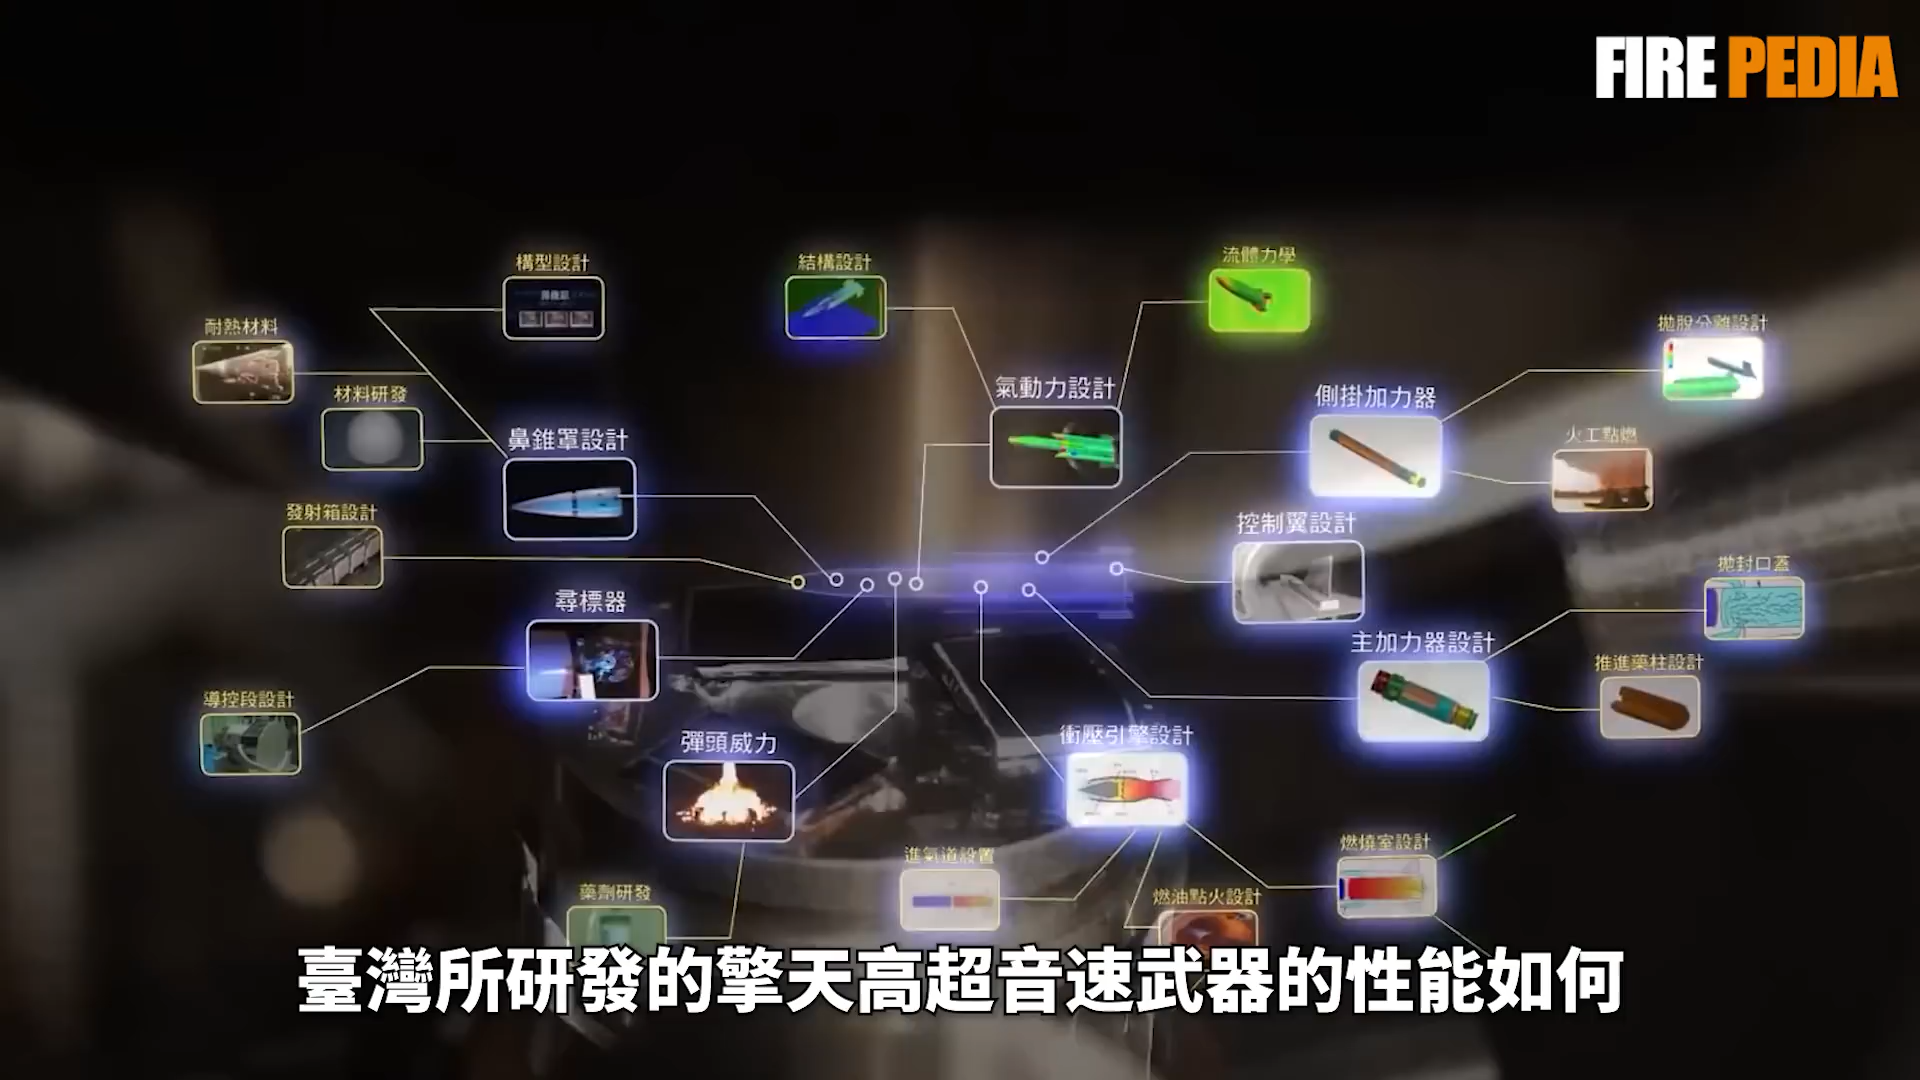 FIRE PEDIA
流體力學
構型設計
結構設計
拋脫分離設計
耐熱材料
氣動力設計
材料研發
側掛加力器
火工點燃
鼻錐罩設計
發射箱設計
控制翼設計
拋封口蓋
尋標器
主加力器設計
推進藥柱設計
導控段設計
衝壓引擎設計
彈頭威力
燃燒室設計
進氣道設置
藥劑研發
燃油點火設計
臺灣所研發的擎天高超音速武器的性能如何